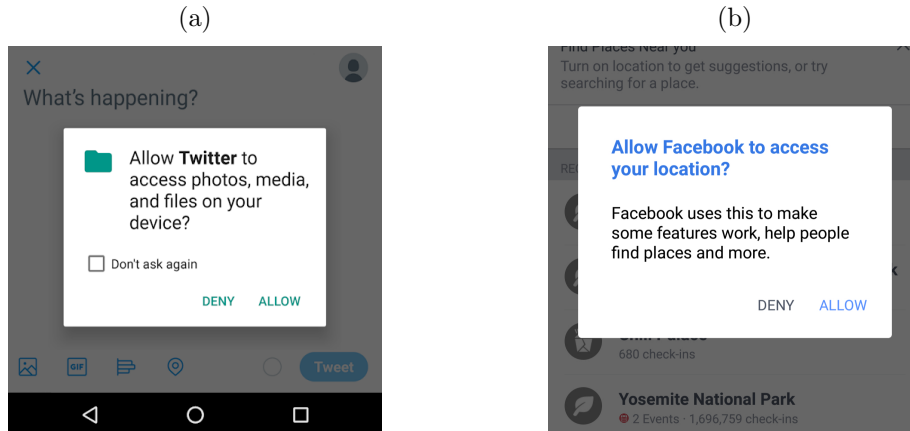 (a)
What's happening?
Allow Twitter to
access photos, media,
and files on your
device?
Don't ask again
DENY ALLOW
GIF
Tweet
(b)
Find Places Near you
Turn on location to get suggestions, or try
searching for a place.
Allow Facebook to access
your location?
Facebook uses this to make
some features work, help people
find places and more.
DENY ALLOW
680 check-ins
Yosemite National Park
2 Events · 1,696,759 check-ins